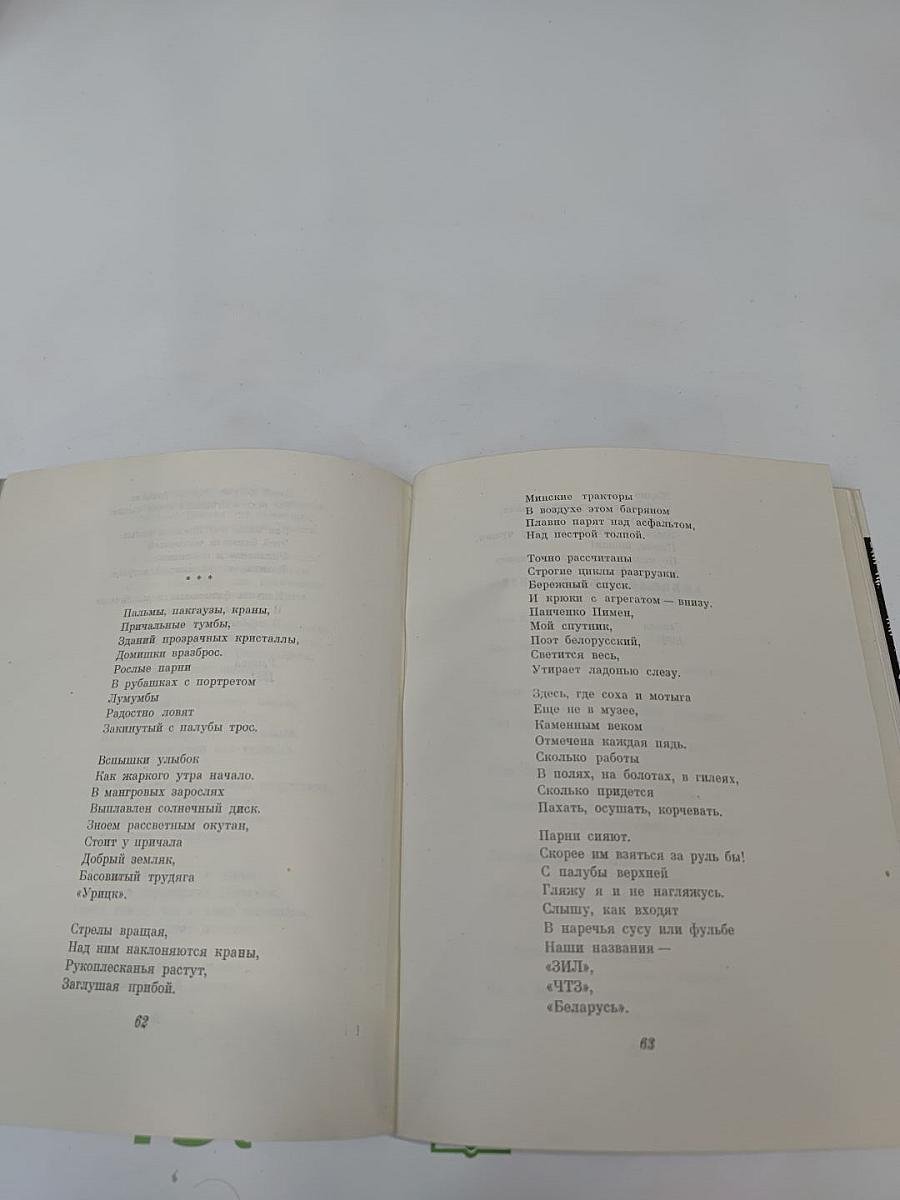 * * *
Пальмы, пакгаузы, краны,
Причальные тумбы,
Зданий прозрачных кристаллы,
Домишки вразброс.
Рослые парни
В рубашках с портретом
Лумумбы
Радостно ловят
Закинутый с палубы трос.
Вспышки улыбок
Как жаркого утра начало.
В мангровых зарослях
Выплавлен солнечный диск.
Зноем рассветным окутан,
Стоит у причала
Добрый земляк,
Басовитый трудяга
«Урицк».
Стрелы вращая,
Над ним наклоняются краны,
Рукоплесканья растут,
Заглушая прибой.
62
Минские тракторы
В воздухе этом багряном
Плавно парят над асфальтом,
Над пестрой толпой.
Точно рассчитаны
Строгие циклы разгрузки.
Бережный спуск.
И крюки с агрегатом — внизу.
Панченко Пимен,
Мой спутник,
Поэт белорусский,
Светится весь,
Утирает ладонью слезу.
Здесь, где соха и мотыга
Еще не в музее,
Каменным веком
Отмечена каждая пядь.
Сколько работы
В полях, на болотах, в гилеях,
Сколько придется
Пахать, осушать, корчевать.
Парни сияют.
Скорее им взяться за руль бы!
С палубы верхней
Гляжу я и не нагляжусь.
Слышу, как входят
В наречья сусу или фульбе
Наши названия —
«ЗИЛ»,
«ЧТЗ»,
«Беларусь».
63